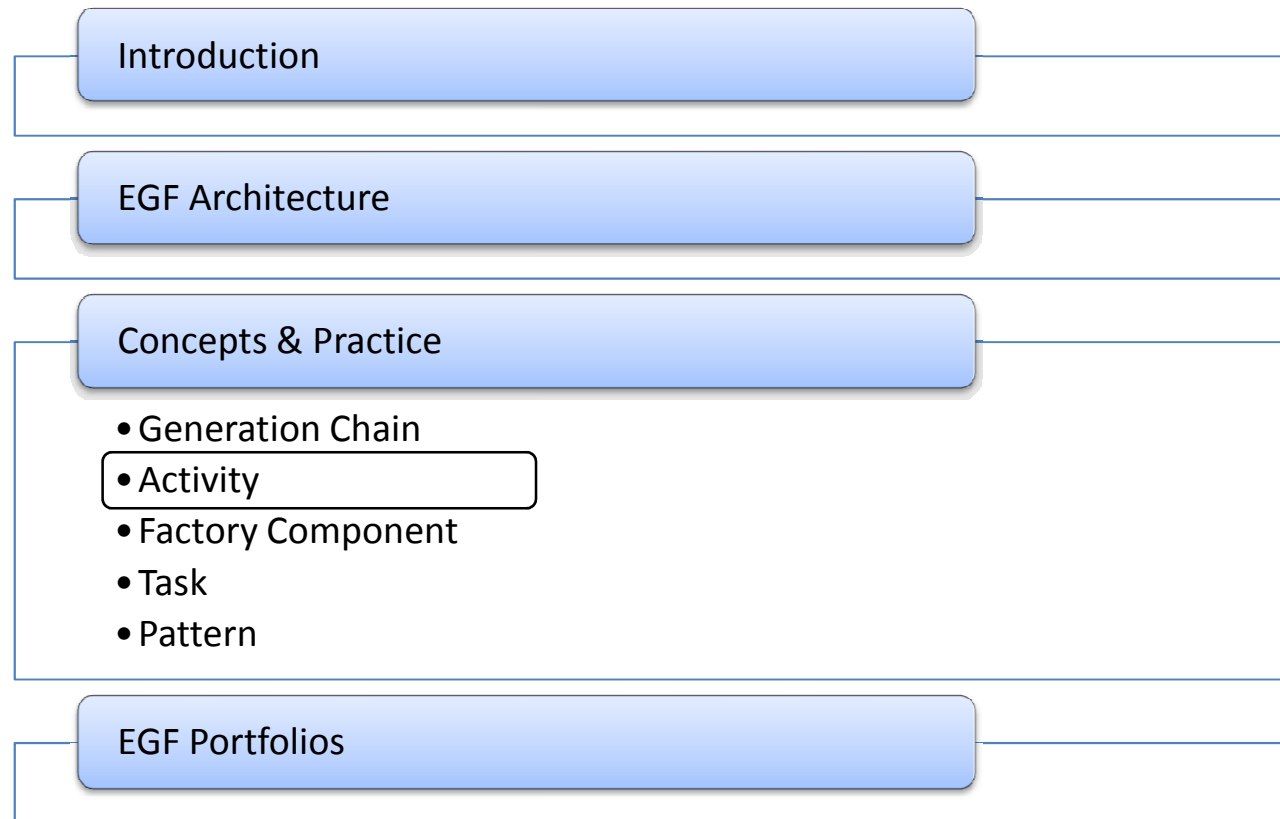 Introduction
EGF Architecture
Concepts & Practice
• Generation Chain
• Activity
• Factory Component
• Task
• Pattern
EGF Portfolios